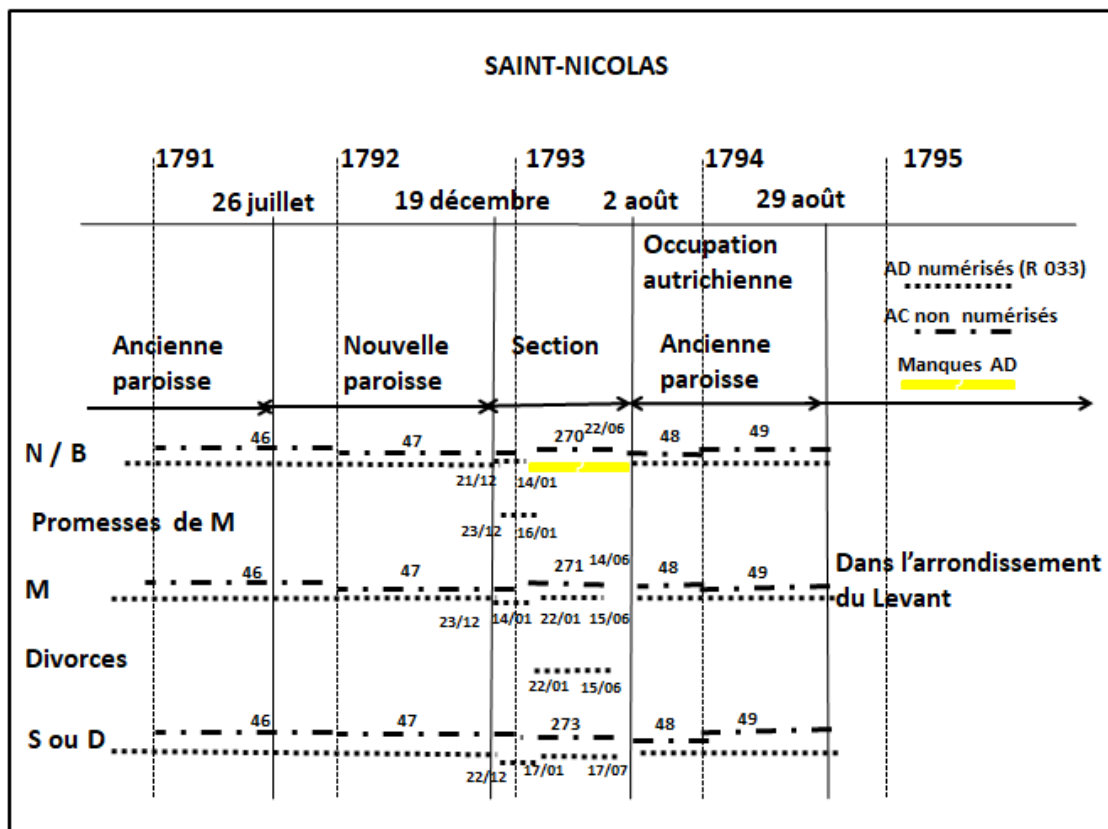 SAINT-NICOLAS
1791 1792 1793 1794 1795
26 juillet 19 décembre 2 août 29 août
Occupation
autrichienne
AD numérisés (R 033)
AC non numérisés
Manques AD
Ancienne
paroisse
Nouvelle
paroisse
Section
Ancienne
paroisse
N / B
46 47 270 22/06 48 49
21/12 14/01
Promesses de M
23/12 16/01
M
46 47 271 14/06 48 49
23/12 14/01 22/01 15/06
Dans l'arrondissement
du Levant
Divorces
22/01 15/06
S ou D
46 47 273 48 49
22/12 17/01 17/07